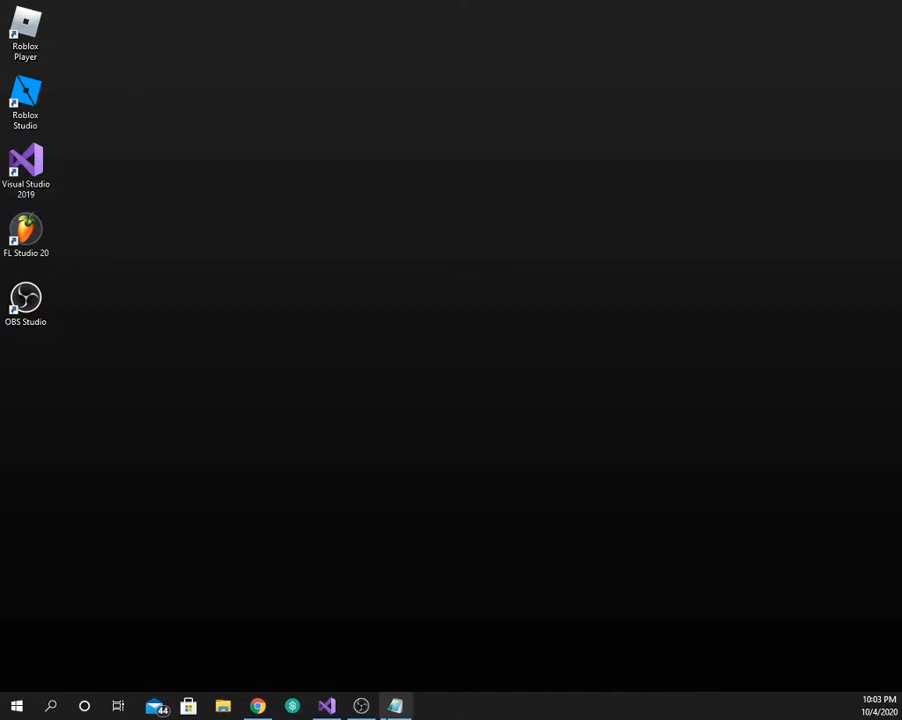 Roblox
Player
Roblox
Studio
Visual Studio
2019
FL Studio 20
OBS Studio
44
10:03 PM
10/4/2020